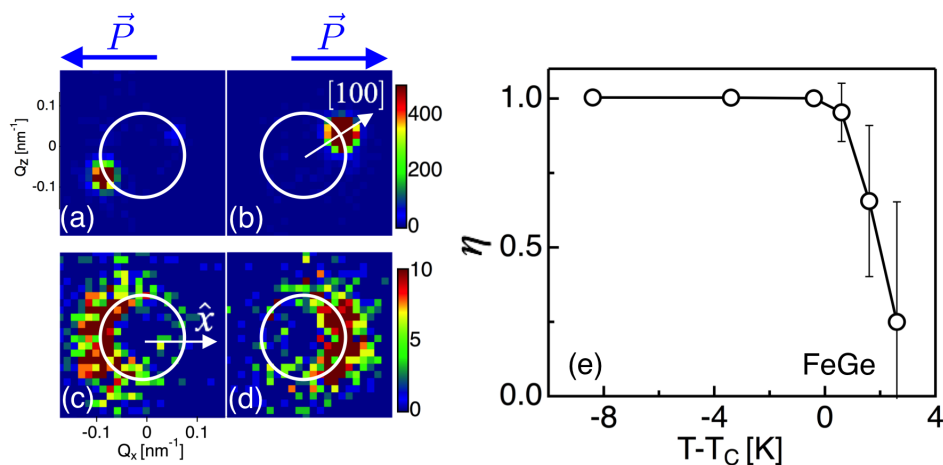 P⃗ P⃗
0.1
0
-0.1
Q_z [nm⁻¹]
(a)
[100]
(b)
400
200
0
(c)
x̂
(d)
10
5
0
-0.1 0 0.1
Q_x [nm⁻¹]
η
1.0
0.5
0.0
(e)
FeGe
-8 -4 0 4
T-T_C [K]